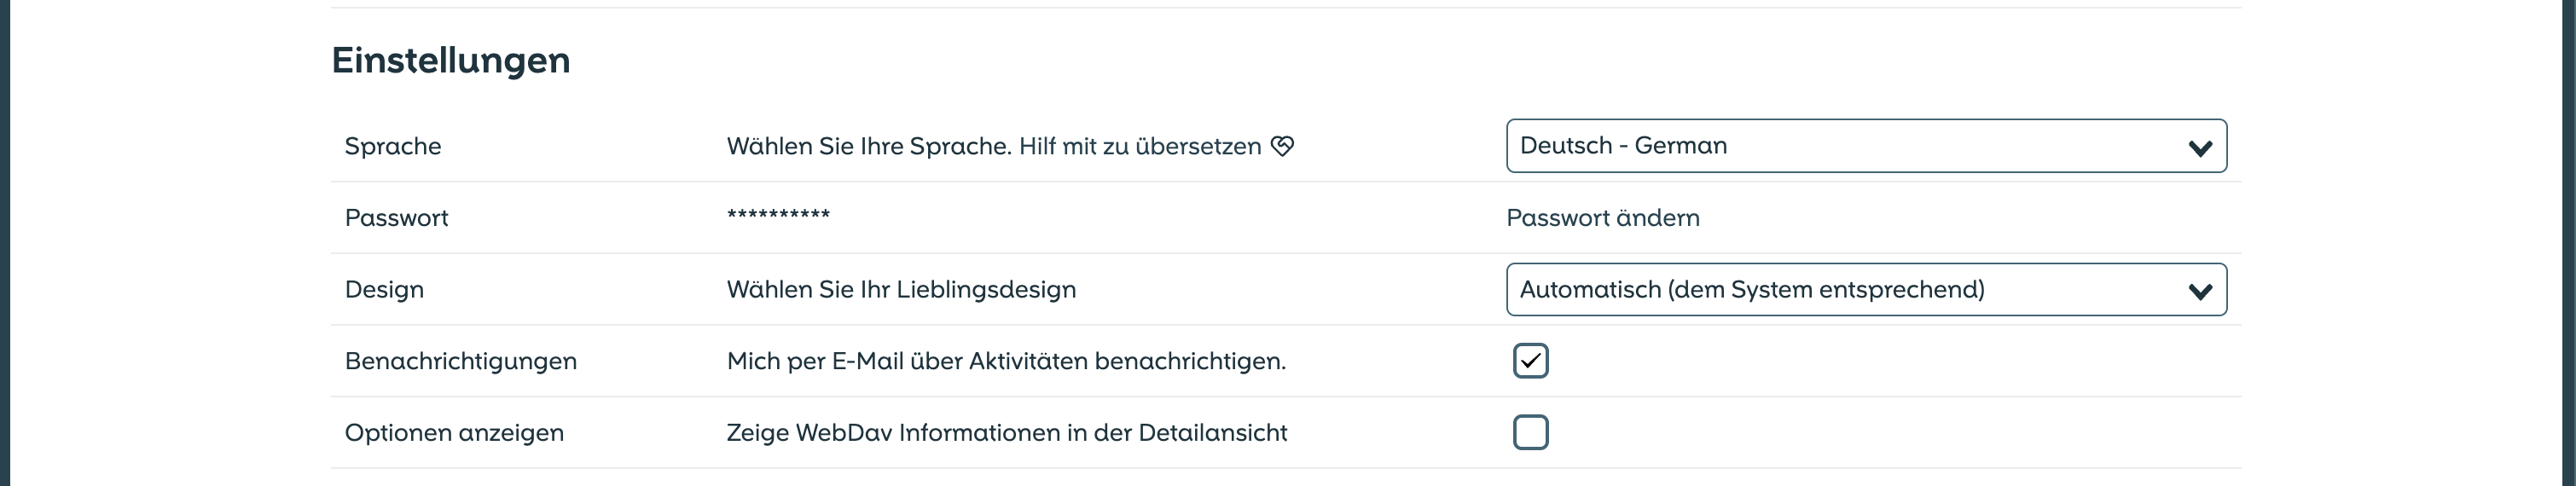 Einstellungen
Sprache Wählen Sie Ihre Sprache. Hilf mit zu übersetzen Deutsch - German
Passwort ********** Passwort ändern
Design Wählen Sie Ihr Lieblingsdesign Automatisch (dem System entsprechend)
Benachrichtigungen Mich per E-Mail über Aktivitäten benachrichtigen.
Optionen anzeigen Zeige WebDav Informationen in der Detailansicht